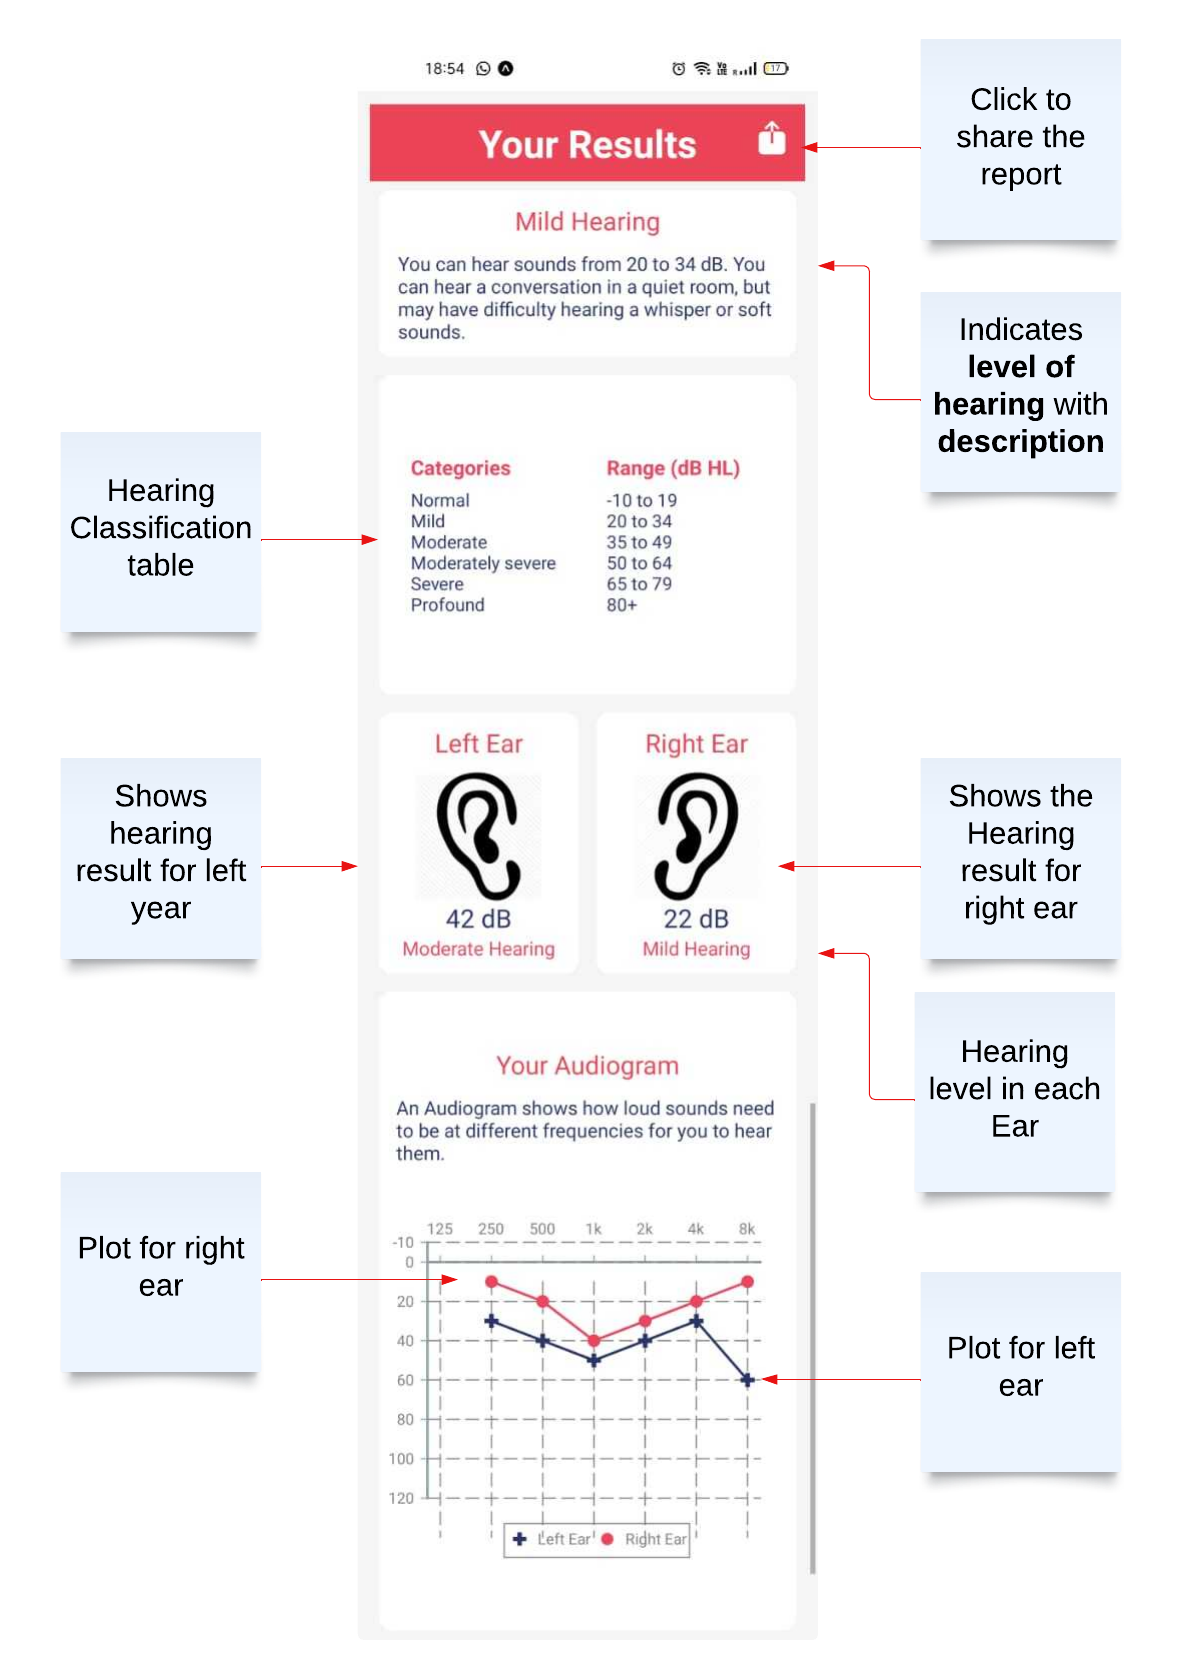 18:54
Vo
LTE
R
17
Your Results
Click to
share the
report
Mild Hearing
You can hear sounds from 20 to 34 dB. You
can hear a conversation in a quiet room, but
may have difficulty hearing a whisper or soft
sounds.
Indicates
level of
hearing with
description
Hearing
Classification
table
Categories Range (dB HL)
Normal -10 to 19
Mild 20 to 34
Moderate 35 to 49
Moderately severe 50 to 64
Severe 65 to 79
Profound 80+
Left Ear
42 dB
Moderate Hearing
Right Ear
22 dB
Mild Hearing
Shows
hearing
result for left
year
Shows the
Hearing
result for
right ear
Hearing
level in each
Ear
Your Audiogram
An Audiogram shows how loud sounds need
to be at different frequencies for you to hear
them.
Plot for right
ear
125 250 500 1k 2k 4k 8k
-10
0
20
40
60
80
100
120
Left Ear Right Ear
Plot for left
ear